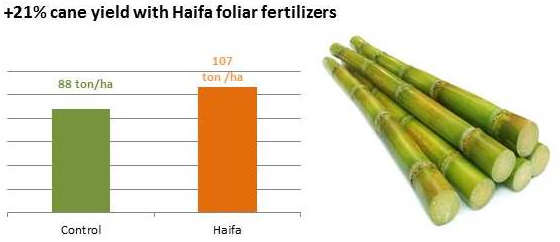 +21% cane yield with Haifa foliar fertilizers
88 ton/ha
107
ton /ha
Control
Haifa